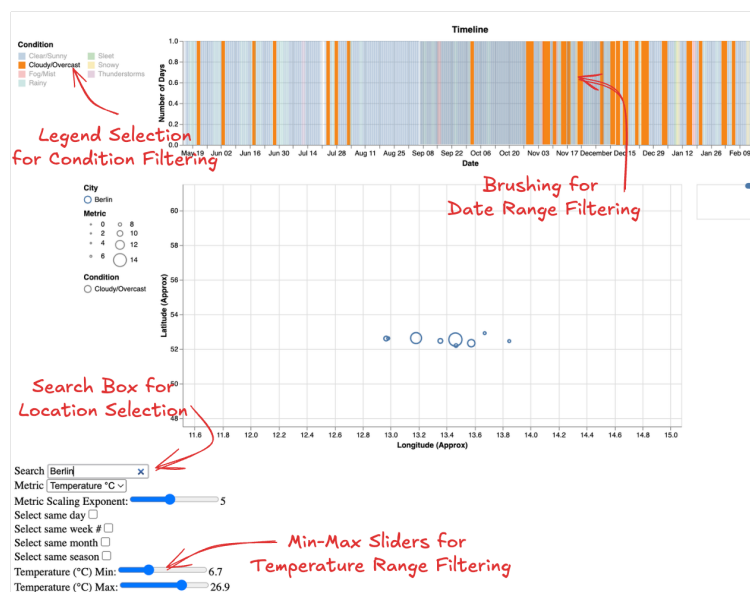 Timeline
Condition
Clear/Sunny Sleet
Cloudy/Overcast Snowy
Fog/Mist Thunderstorms
Rainy
Legend Selection
for Condition Filtering
Number of Days
1.0
0.8
0.6
0.4
0.2
0.0
May 19 Jun 02 Jun 16 Jun 30 Jul 14 Jul 28 Aug 11 Aug 25 Sep 08 Sep 22 Oct 06 Oct 20 Nov 03 Nov 17 December Dec 15 Dec 29 Jan 12 Jan 26 Feb 09
Date
Brushing for
Date Range Filtering
City
Berlin
Metric
0 8
2 10
4 12
6 14
Condition
Cloudy/Overcast
Latitude (Approx)
60
58
56
54
52
50
48
11.6 11.8 12.0 12.2 12.4 12.6 12.8 13.0 13.2 13.4 13.6 13.8 14.0 14.2 14.4 14.6 14.8 15.0
Longitude (Approx)
Search Box for
Location Selection
Search Berlin ×
Metric Temperature °C
Metric Scaling Exponent: 5
Select same day
Select same week #
Select same month
Select same season
Temperature (°C) Min: 6.7
Temperature (°C) Max: 26.9
Min-Max Sliders for
Temperature Range Filtering